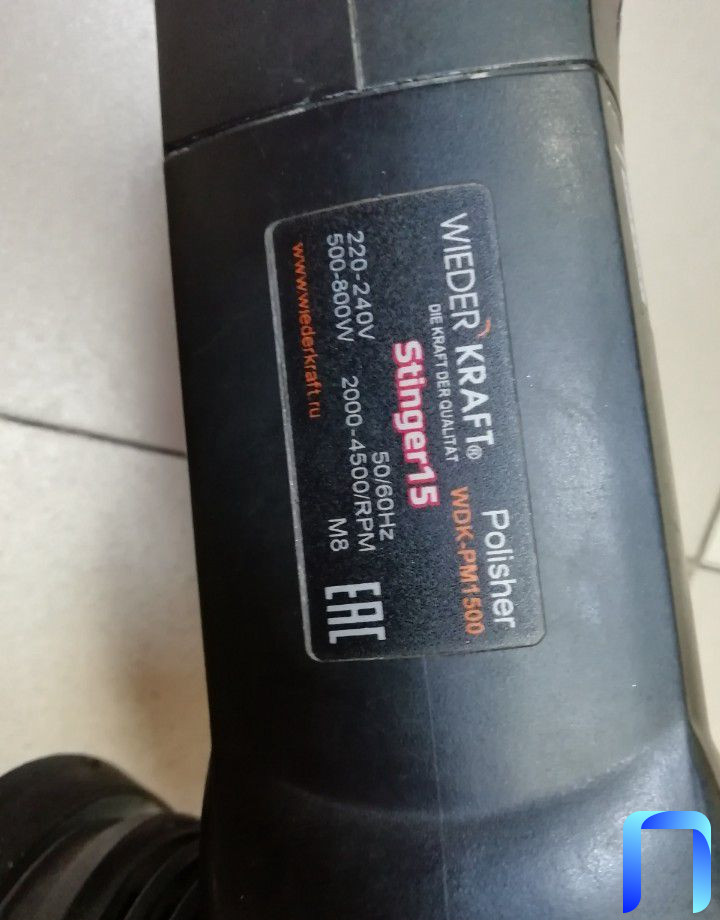 WIEDER KRAFT®
DIE KRAFT DER QUALITÄT
Polisher
WDK-PM1500
Stinger15
220-240V 50/60Hz
500-800W 2000-4500/RPM
www.wiederkraft.ru M8
EAC